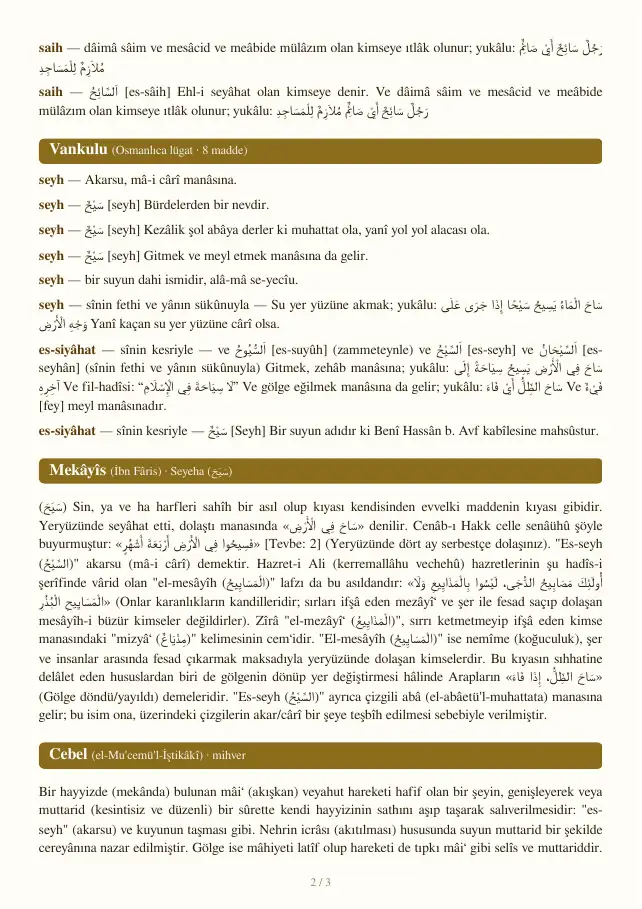 saih — dâimâ sâim ve mesâcid ve meâbide mülâzım olan kimseye ıtlâk olunur; yukâlu: رَجُلٌ سَائِحٌ أَيْ صَائِمٌ
مُلَازِمٌ لِلْمَسَاجِدِ
saih — اَلسَّائِحُ [es-sâih] Ehl-i seyâhat olan kimseye denir. Ve dâimâ sâim ve mesâcid ve meâbide
mülâzım olan kimseye ıtlâk olunur; yukâlu: رَجُلٌ سَائِحٌ أَيْ صَائِمٌ مُلَازِمٌ لِلْمَسَاجِدِ
Vankulu (Osmanlıca lügat · 8 madde)
seyh — Akarsu, mâ-i cârî manâsına.
seyh — سَيْحٌ [seyh] Bürdelerden bir nevdir.
seyh — سَيْحٌ [seyh] Kezâlik şol abâya derler ki muhattat ola, yanî yol yol alacası ola.
seyh — سَيْحٌ [seyh] Gitmek ve meyl etmek manâsına da gelir.
seyh — bir suyun dahi ismidir, alâ-mâ se-yecîu.
seyh — sînin fethi ve yânın sükûnuyla — Su yer yüzüne akmak; yukâlu: سَاحَ الْمَاءُ يَسِيحُ سَيْحًا إِذَا جَرَى عَلَى
وَجْهِ الْأَرْضِ Yanî kaçan su yer yüzüne cârî olsa.
es-siyâhat — sînin kesriyle — ve اَلسُّيُوحُ [es-suyûh] (zammeteynle) ve اَلسَّيْحُ [es-seyh] ve اَلسَّيْحَانُ [es-
seyhân] (sînin fethi ve yânın sükûnuyla) Gitmek, zehâb manâsına; yukâlu: سَاحَ فِي الْأَرْضِ يَسِيحُ سِيَاحَةً إِلَى
آخِرِهِ Ve fil-hadîsi: “لَا سِيَاحَةَ فِي الْإِسْلَامِ” Ve gölge eğilmek manâsına da gelir; yukâlu: سَاحَ الظِّلُّ أَيْ فَاءَ Ve فَيْءٌ
[fey] meyl manâsınadır.
es-siyâhat — sînin kesriyle — سَيْحٌ [Seyh] Bir suyun adıdır ki Benî Hassân b. Avf kabîlesine mahsûstur.
Mekâyîs (İbn Fâris) · Seyeha (سَيَحَ)
(سَيَحَ) Sin, ya ve ha harfleri sahîh bir asıl olup kıyası kendisinden evvelki maddenin kıyası gibidir.
Yeryüzünde seyâhat etti, dolaştı manasında «سَاحَ فِي الْأَرْضِ» denilir. Cenâb-ı Hakk celle senâühû şöyle
buyurmuştur: «فَسِيحُوا فِي الْأَرْضِ أَرْبَعَةَ أَشْهُرٍ» [Tevbe: 2] (Yeryüzünde dört ay serbestçe dolaşınız). "Es-seyh
(السَّيْحُ)" akarsu (mâ-i cârî) demektir. Hazret-i Ali (kerremallâhu vechehû) hazretlerinin şu hadîs-i
şerîfinde vârid olan "el-mesâyîh (الْمَسَايِيحُ)" lafzı da bu asıldandır: «أُولَئِكَ مَصَابِيحُ الدُّجَى، لَيْسُوا بِالْمَذَايِيعِ وَلَا
الْمَسَايِيحِ الْبُذُرِ» (Onlar karanlıkların kandilleridir; sırları ifşâ eden mezâyî‘ ve şer ile fesad saçıp dolaşan
mesâyîh-i büzür kimseler değildirler). Zîrâ "el-mezâyî‘ (الْمَذَايِيعُ)", sırrı ketmetmeyip ifşâ eden kimse
manasındaki "mizyâ‘ (مِذْيَاعٌ)" kelimesinin cem‘idir. "El-mesâyîh (الْمَسَايِيحُ)" ise nemîme (koğuculuk), şer
ve insanlar arasında fesad çıkarmak maksadıyla yeryüzünde dolaşan kimselerdir. Bu kıyasın sıhhatine
delâlet eden hususlardan biri de gölgenin dönüp yer değiştirmesi hâlinde Arapların «سَاحَ الظِّلُّ، إِذَا فَاءَ»
(Gölge döndü/yayıldı) demeleridir. "Es-seyh (السَّيْحُ)" ayrıca çizgili abâ (el-abâetü'l-muhattata) manasına
gelir; bu isim ona, üzerindeki çizgilerin akar/cârî bir şeye teşbîh edilmesi sebebiyle verilmiştir.
Cebel (el-Mu'cemü'l-İştikâkî) · mihver
Bir hayyizde (mekânda) bulunan mâi‘ (akışkan) veyahut hareketi hafif olan bir şeyin, genişleyerek veya
muttarid (kesintisiz ve düzenli) bir sûrette kendi hayyizinin sathını aşıp taşarak salıverilmesidir: "es-
seyh" (akarsu) ve kuyunun taşması gibi. Nehrin icrâsı (akıtılması) hususunda suyun muttarid bir şekilde
cereyânına nazar edilmiştir. Gölge ise mâhiyeti latîf olup hareketi de tıpkı mâi‘ gibi selîs ve muttariddir.
2 / 3